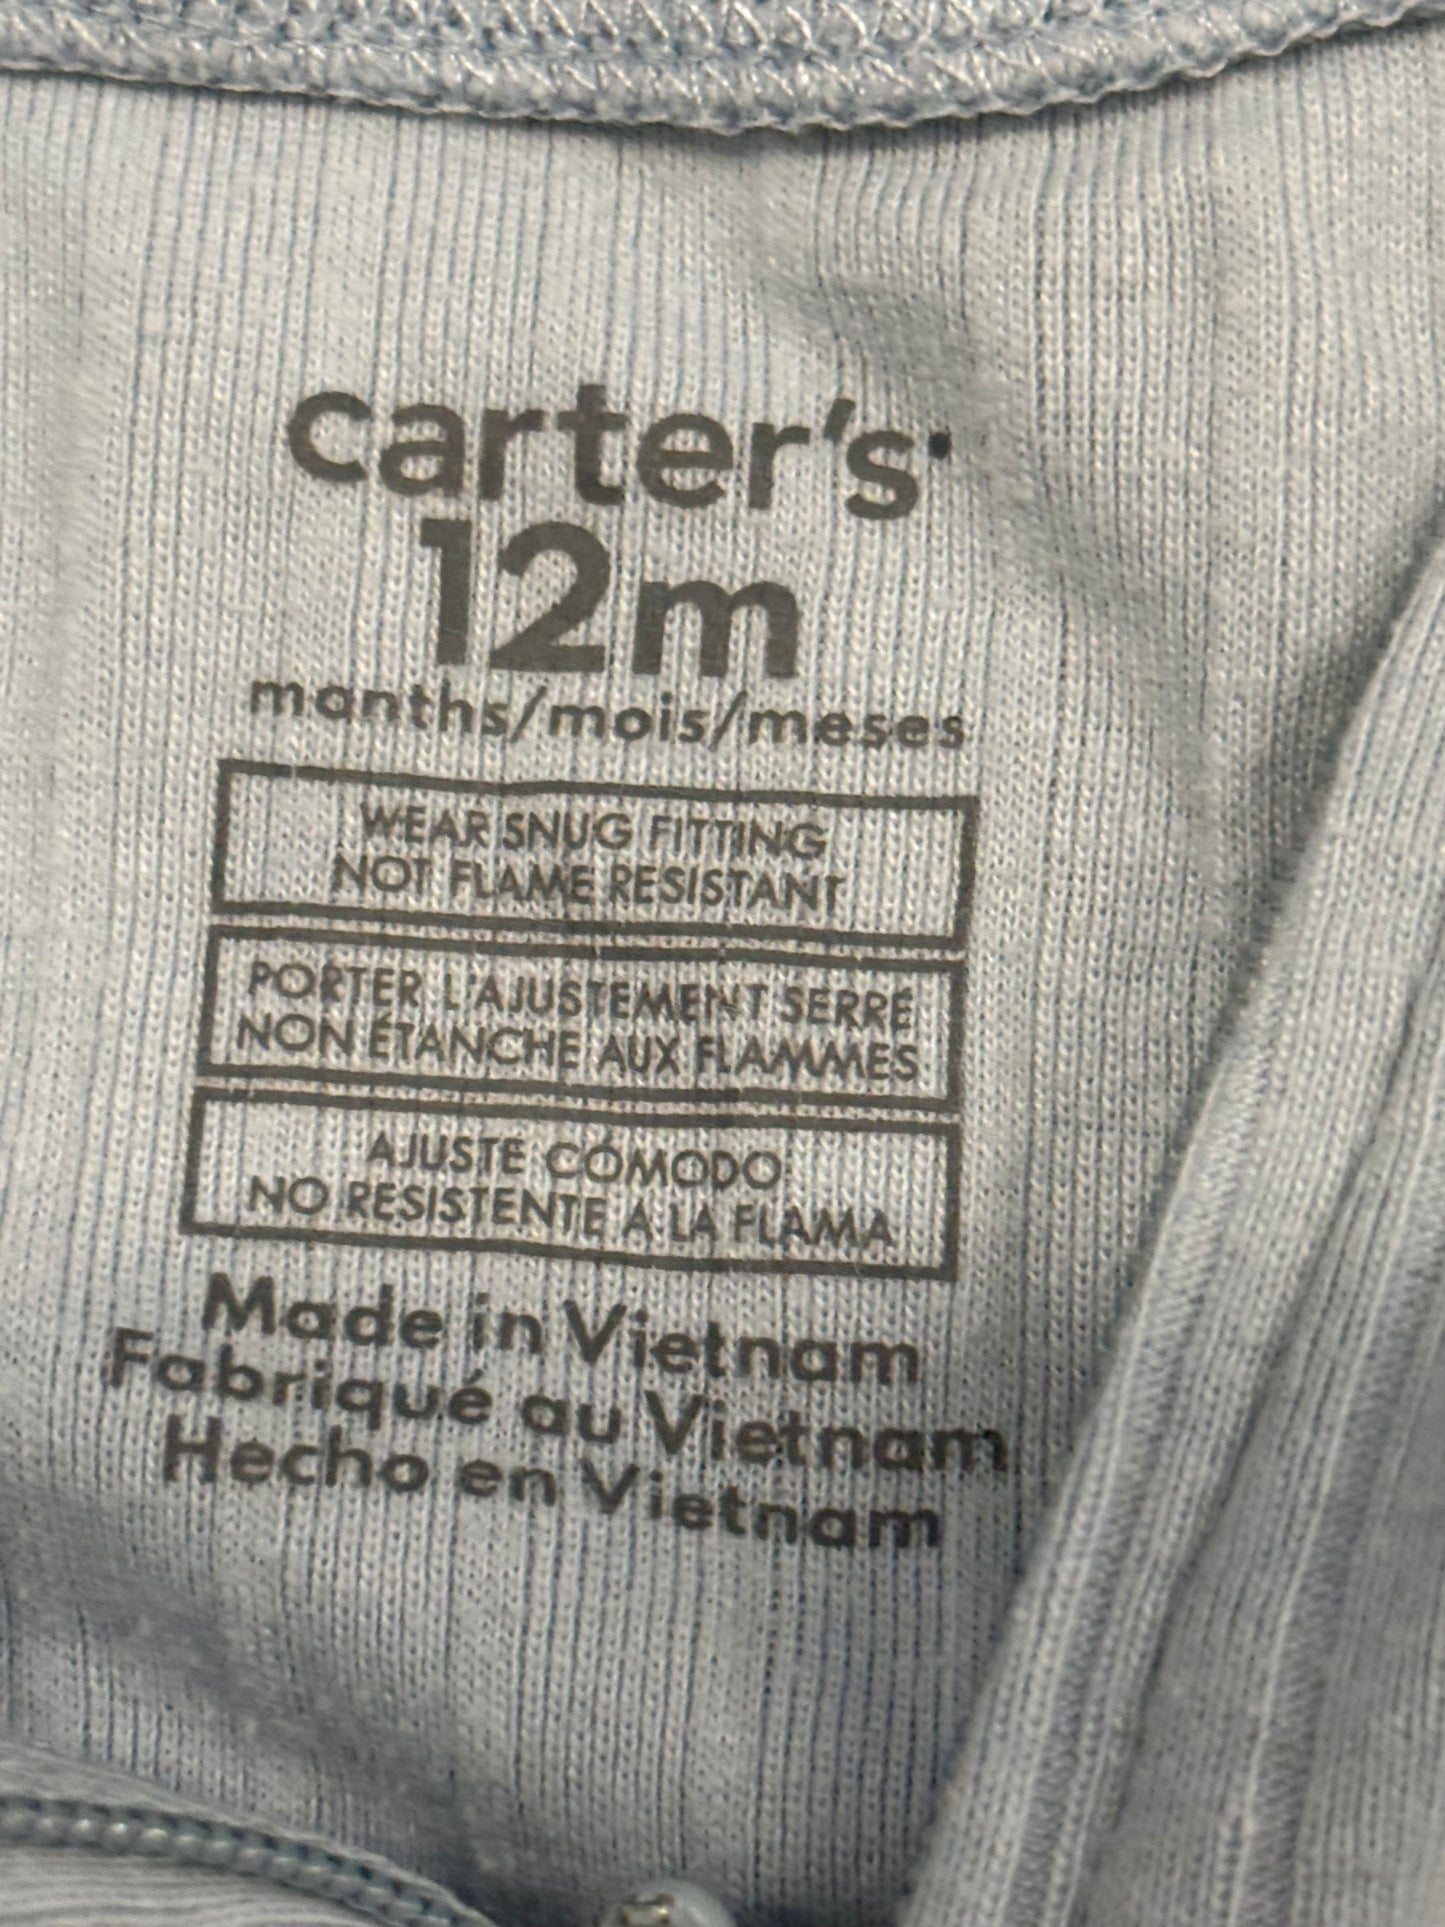 carter's
12m
months/mois/meses
WEAR SNUG FITTING
NOT FLAME RESISTANT
PORTER L'AJUSTEMENT SERRÉ
NON ÉTANCHE AUX FLAMMES
AJUSTE CÓMODO
NO RESISTENTE A LA FLAMA
Made in Vietnam
Fabriqué au Vietnam
Hecho en Vietnam